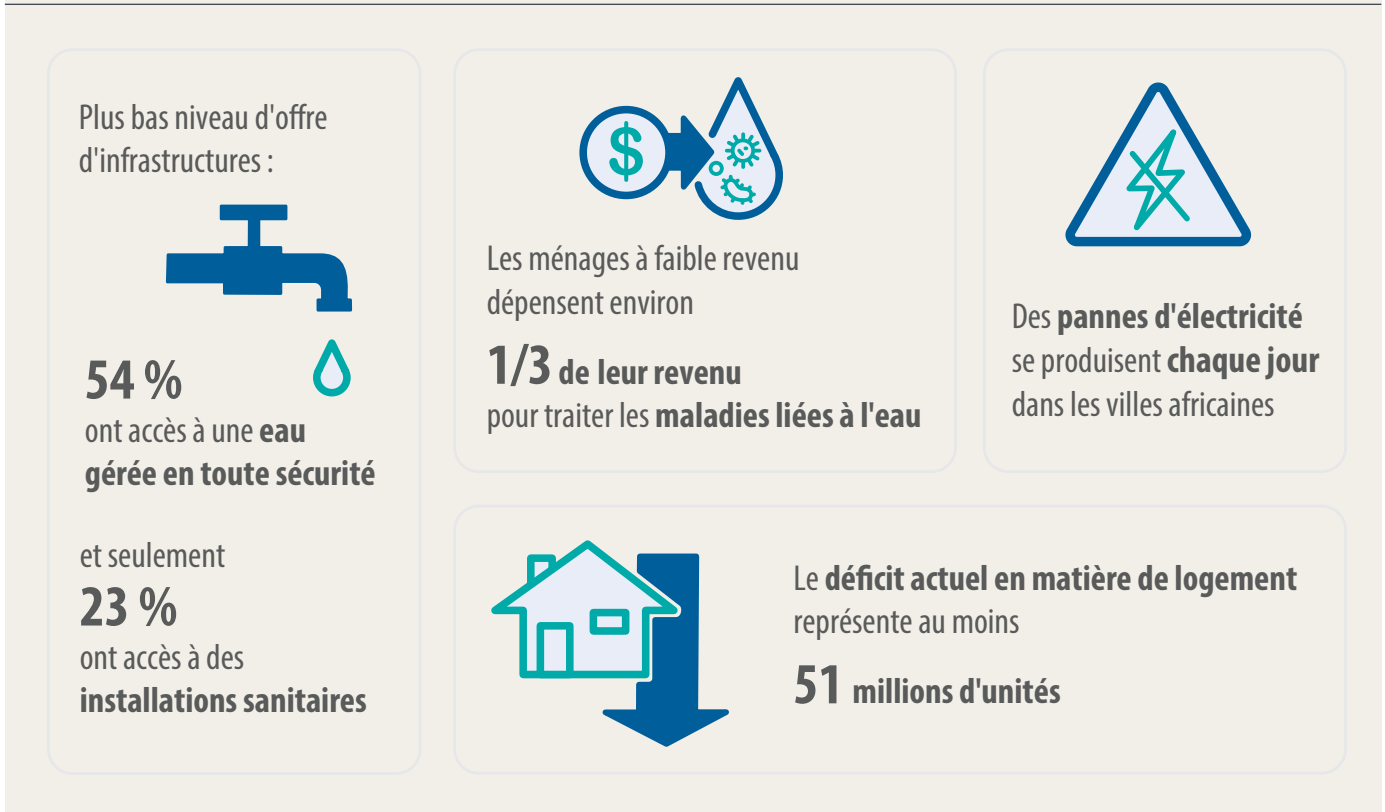 Plus bas niveau d'offre
d'infrastructures :
54 %
ont accès à une eau
gérée en toute sécurité
et seulement
23 %
ont accès à des
installations sanitaires
$
Les ménages à faible revenu
dépensent environ
1/3 de leur revenu
pour traiter les maladies liées à l'eau
Des pannes d'électricité
se produisent chaque jour
dans les villes africaines
Le déficit actuel en matière de logement
représente au moins
51 millions d'unités